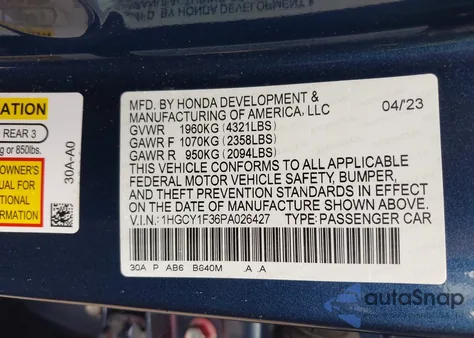 MFD. BY HONDA DEVELOPMENT &
MANUFACTURING OF AMERICA, LLC
04/'23
GVWR 1960KG (4321LBS)
GAWR F 1070KG (2358LBS)
GAWR R 950KG (2094LBS)
THIS VEHICLE CONFORMS TO ALL APPLICABLE
FEDERAL MOTOR VEHICLE SAFETY, BUMPER,
AND THEFT PREVENTION STANDARDS IN EFFECT
ON THE DATE OF MANUFACTURE SHOWN ABOVE.
V.I.N.: 1HGCY1F36PA026427 TYPE: PASSENGER CAR
30A P AB6 B640M .A .A
ATION
REAR 3
or 850lbs.
OWNER'S
FOR
ONAL
RMATION
30A-A0
autoSnap